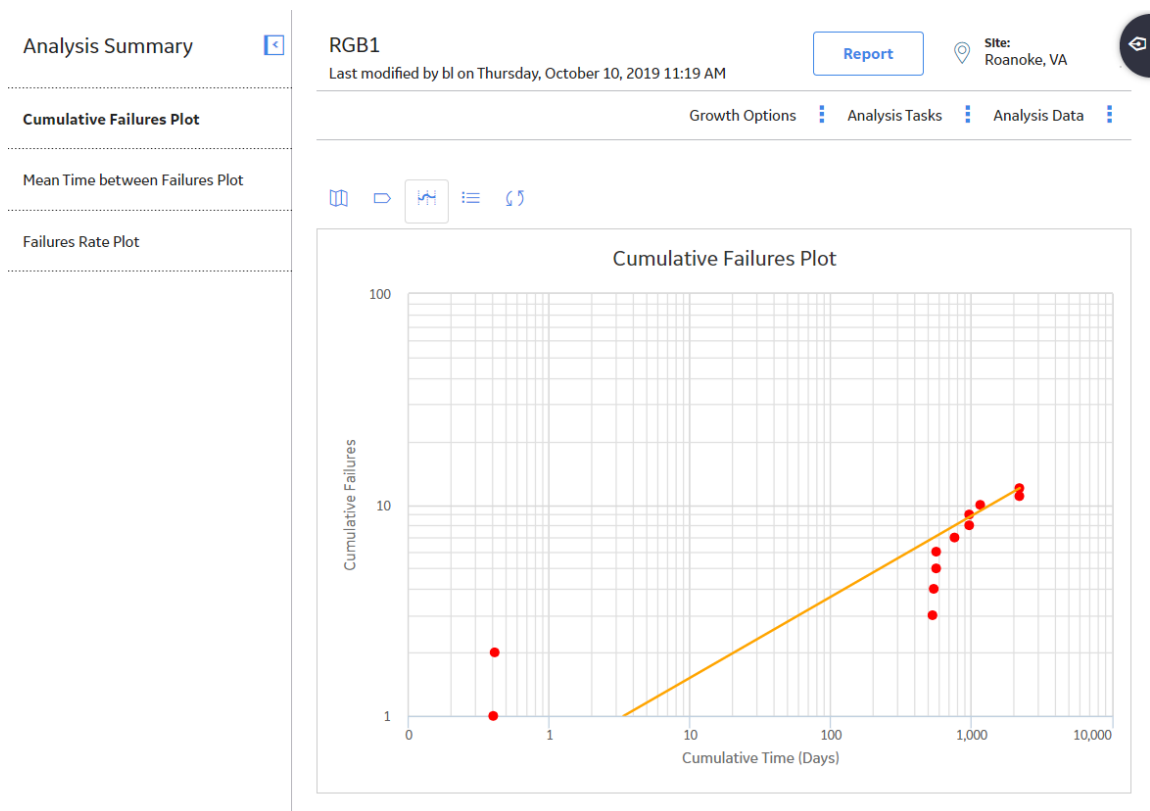 Analysis Summary
Cumulative Failures Plot
Mean Time between Failures Plot
Failures Rate Plot
RGB1
Last modified by bl on Thursday, October 10, 2019 11:19 AM
Report
Site:
Roanoke, VA
Growth Options
Analysis Tasks
Analysis Data
Cumulative Failures Plot
100
10
1
Cumulative Failures
0
1
10
100
1,000
10,000
Cumulative Time (Days)